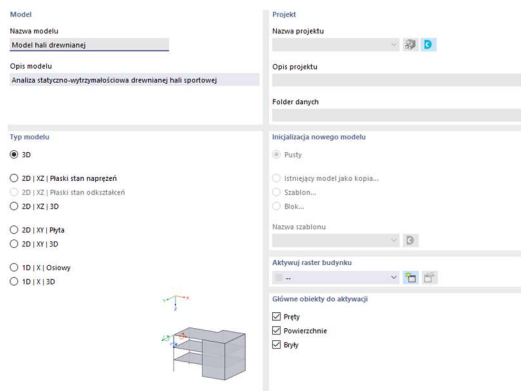 Model
Nazwa modelu
Model hali drewnianej
Opis modelu
Analiza statyczno-wytrzymałościowa drewnianej hali sportowej
Typ modelu
3D
2D | XZ | Płaski stan naprężeń
2D | XZ | Płaski stan odkształceń
2D | XZ | 3D
2D | XY | Płyta
2D | XY | 3D
1D | X | Osiowy
1D | X | 3D
Projekt
Nazwa projektu
Opis projektu
Folder danych
Inicjalizacja nowego modelu
Pusty
Istniejący model jako kopia...
Szablon...
Blok...
Nazwa szablonu
Aktywuj raster budynku
--
Główne obiekty do aktywacji
Pręty
Powierzchnie
Bryły